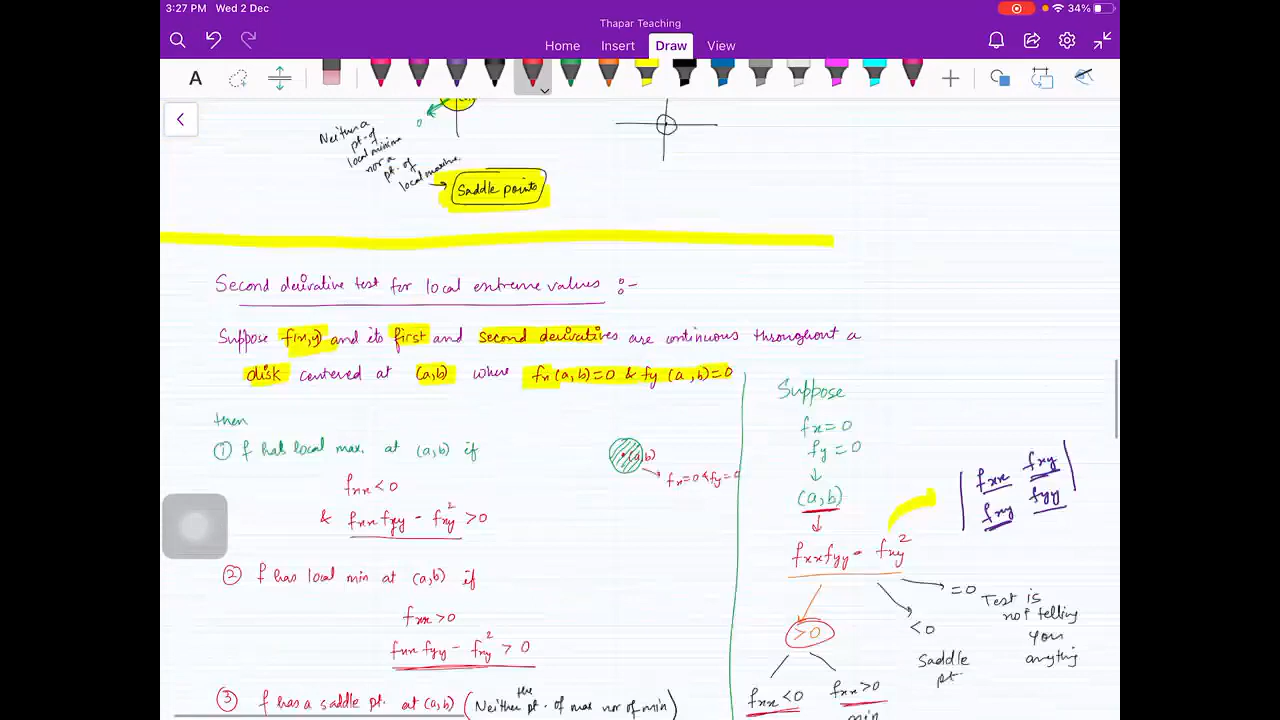 3:27 PM Wed 2 Dec
34%
Thapar Teaching
Home Insert Draw View
A
Neither a
pt. of
local minima
nor a
pt. of
local maxima
0
Saddle points
Second derivative test for local extreme values :-
Suppose f(x,y) and its first and second derivatives are continuous throughout a
disk centered at (a,b) where fx(a,b)=0 & fy(a,b)=0
then
① f has local max. at (a,b) if
fxx<0
& fxxfyy - fxy² >0
(a,b)
fx=0 & fy=0
② f has local min at (a,b) if
fxx>0
fxxfyy - fxy² > 0
③ f has a saddle pt. at (a,b) (Neither the pt. of max nor of min)
Suppose
fx=0
fy=0
(a,b)
fxxfyy - fxy²
fxx fxy
fxy fyy
>0
<0
Saddle
pt.
=0
Test is
not telling
you
anything
fxx<0
fxx>0
min